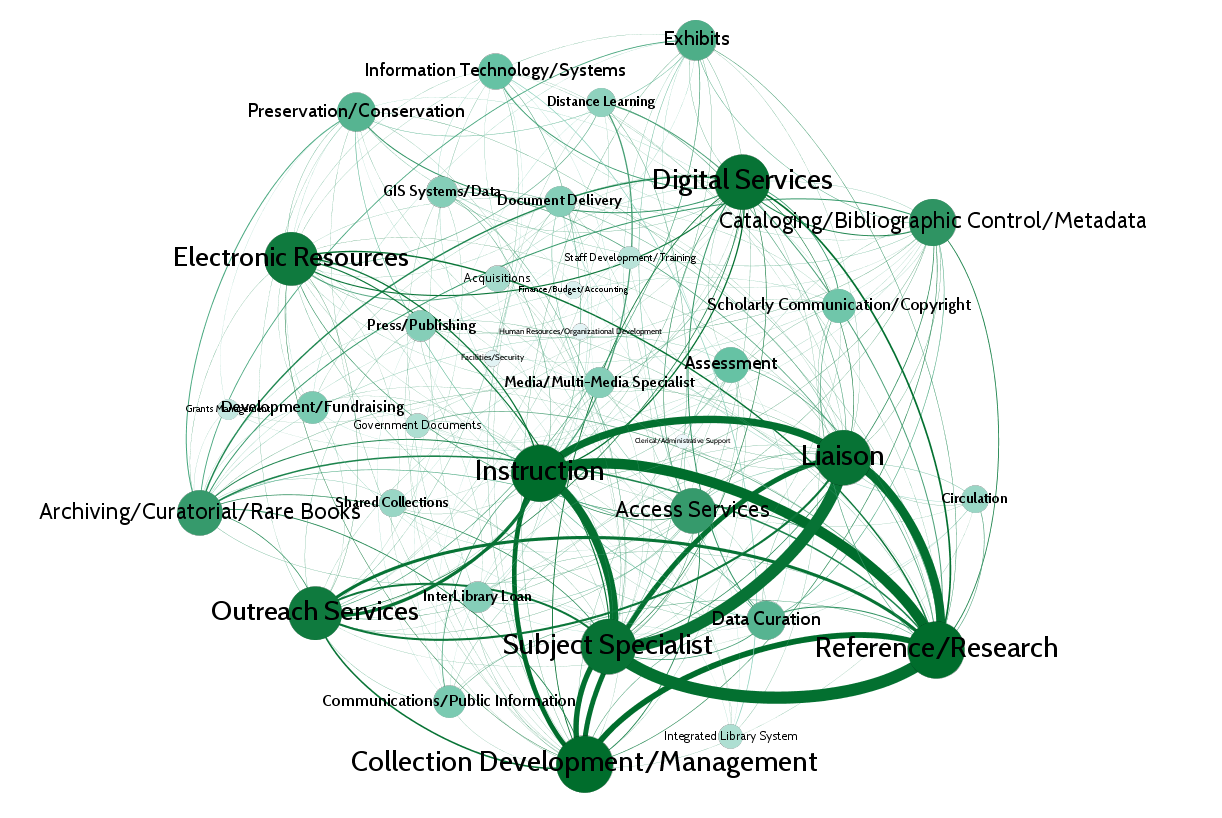 Exhibits
Information Technology/Systems
Distance Learning
Preservation/Conservation
Digital Services
GIS Systems/Data
Document Delivery
Cataloging/Bibliographic Control/Metadata
Electronic Resources
Staff Development/Training
Acquisitions
Finance/Budget/Accounting
Scholarly Communication/Copyright
Press/Publishing
Human Resources/Organizational Development
Facilities/Security
Assessment
Media/Multi-Media Specialist
Grants Management
Development/Fundraising
Government Documents
Clerical/Administrative Support
Liaison
Instruction
Circulation
Shared Collections
Archiving/Curatorial/Rare Books
Access Services
InterLibrary Loan
Outreach Services
Data Curation
Subject Specialist
Reference/Research
Communications/Public Information
Integrated Library System
Collection Development/Management